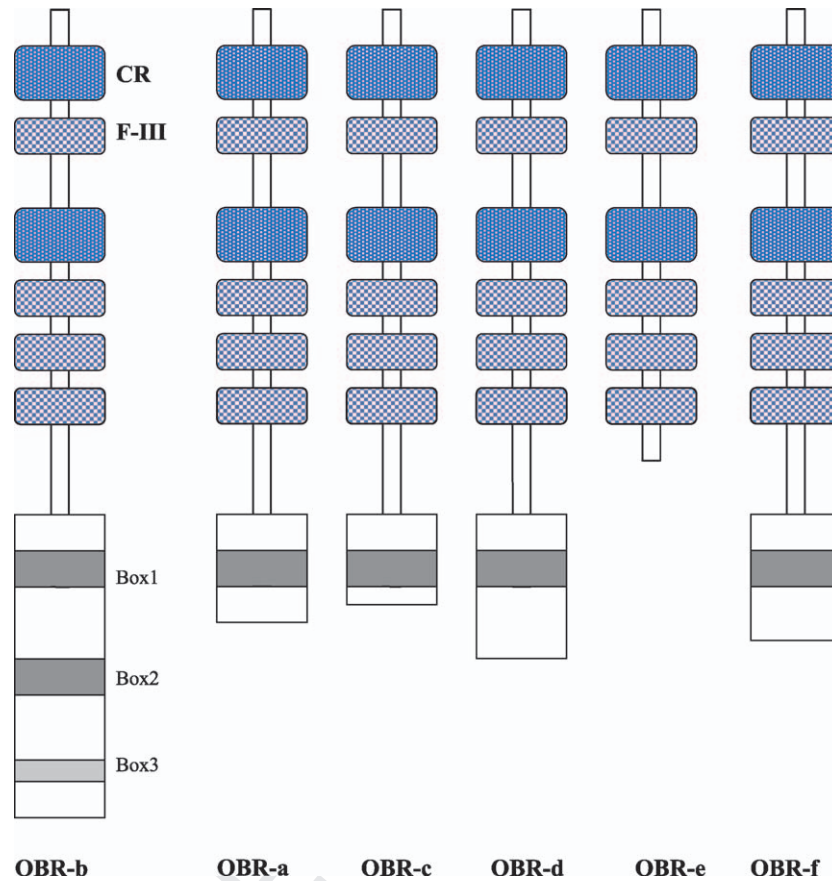 CR
F-III
Box1
Box2
Box3
OBR-b OBR-a OBR-c OBR-d OBR-e OBR-f